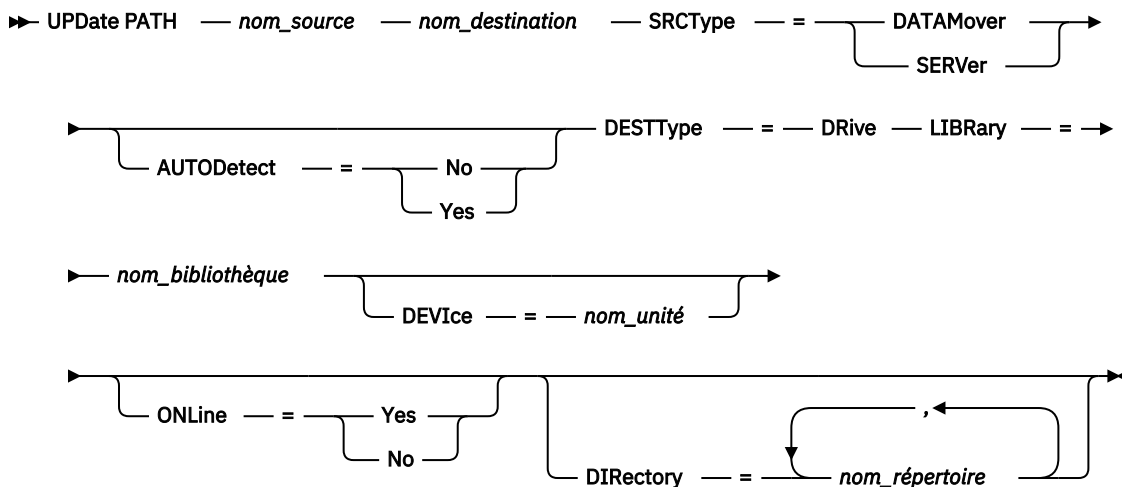 UPDate PATH nom_source nom_destination SRCType = DATAMover
SERVer
AUTODetect = No
Yes
DESTType = DRive LIBRary =
nom_bibliothèque
DEVIce = nom_unité
ONLine = Yes
No
,
DIRectory = nom_répertoire